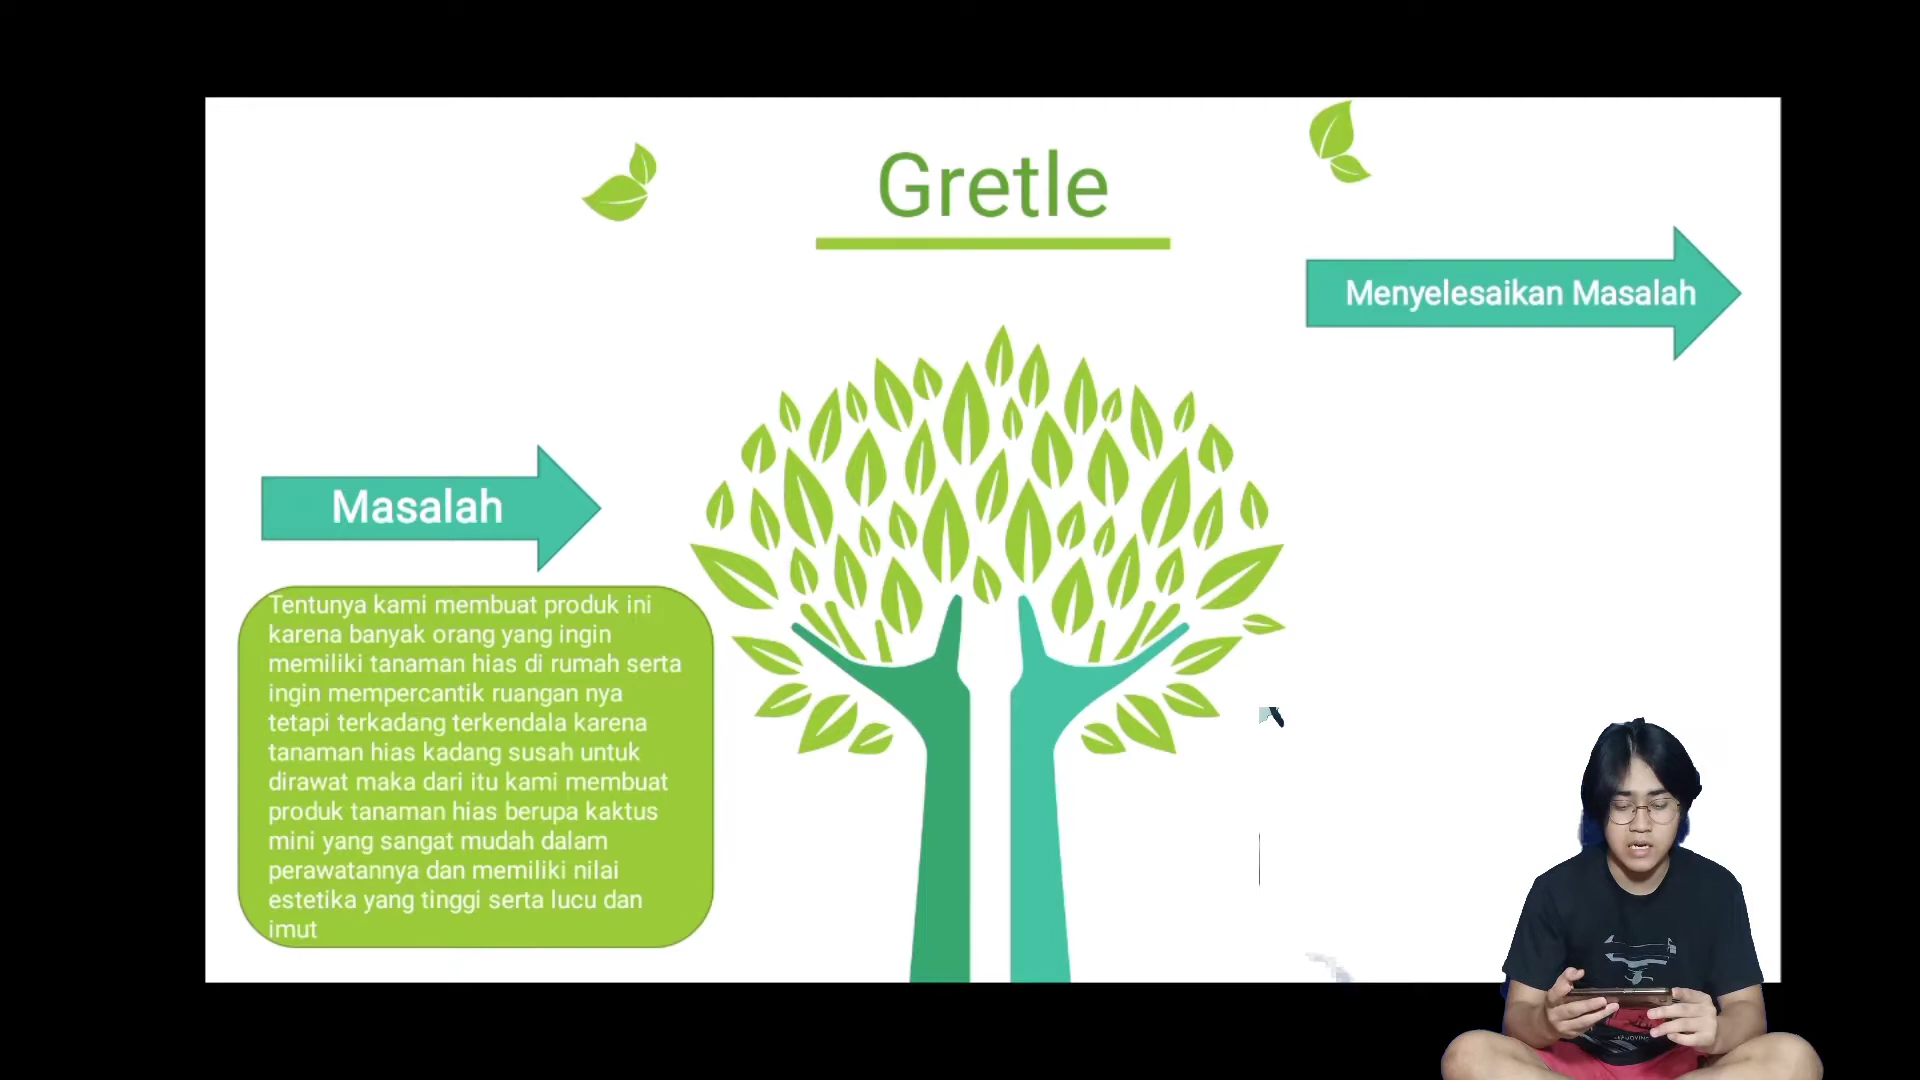 Gretle
Menyelesaikan Masalah
Masalah
Tentunya kami membuat produk ini
karena banyak orang yang ingin
memiliki tanaman hias di rumah serta
ingin mempercantik ruangan nya
tetapi terkadang terkendala karena
tanaman hias kadang susah untuk
dirawat maka dari itu kami membuat
produk tanaman hias berupa kaktus
mini yang sangat mudah dalam
perawatannya dan memiliki nilai
estetika yang tinggi serta lucu dan
imut